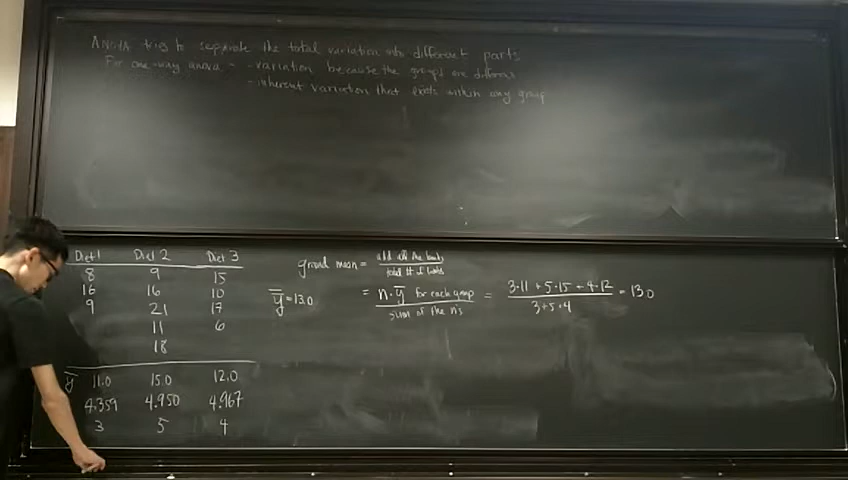 ANOVA tries to separate the total variation into different parts
For one-way anova - - variation because the groups are different
- inherent variation that exists within any group
Diet 1 Diet 2 Diet 3
8 9 15
16 16 10
9 21 17
11 6
18
ȳ 11.0 15.0 12.0
4.359 4.950 4.967
3 5 4
grand mean = add all the lambs / total # of lambs
ȳ̄ = 13.0
= n·ȳ for each group / sum of the n's = 3·11 + 5·15 + 4·12 / 3+5+4 = 13.0